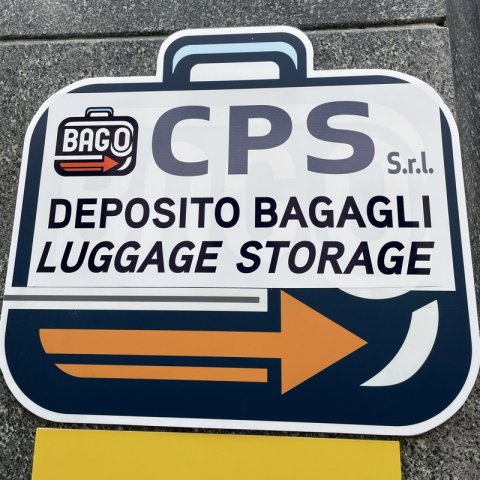 BAGO CPS S.r.l.
DEPOSITO BAGAGLI
LUGGAGE STORAGE